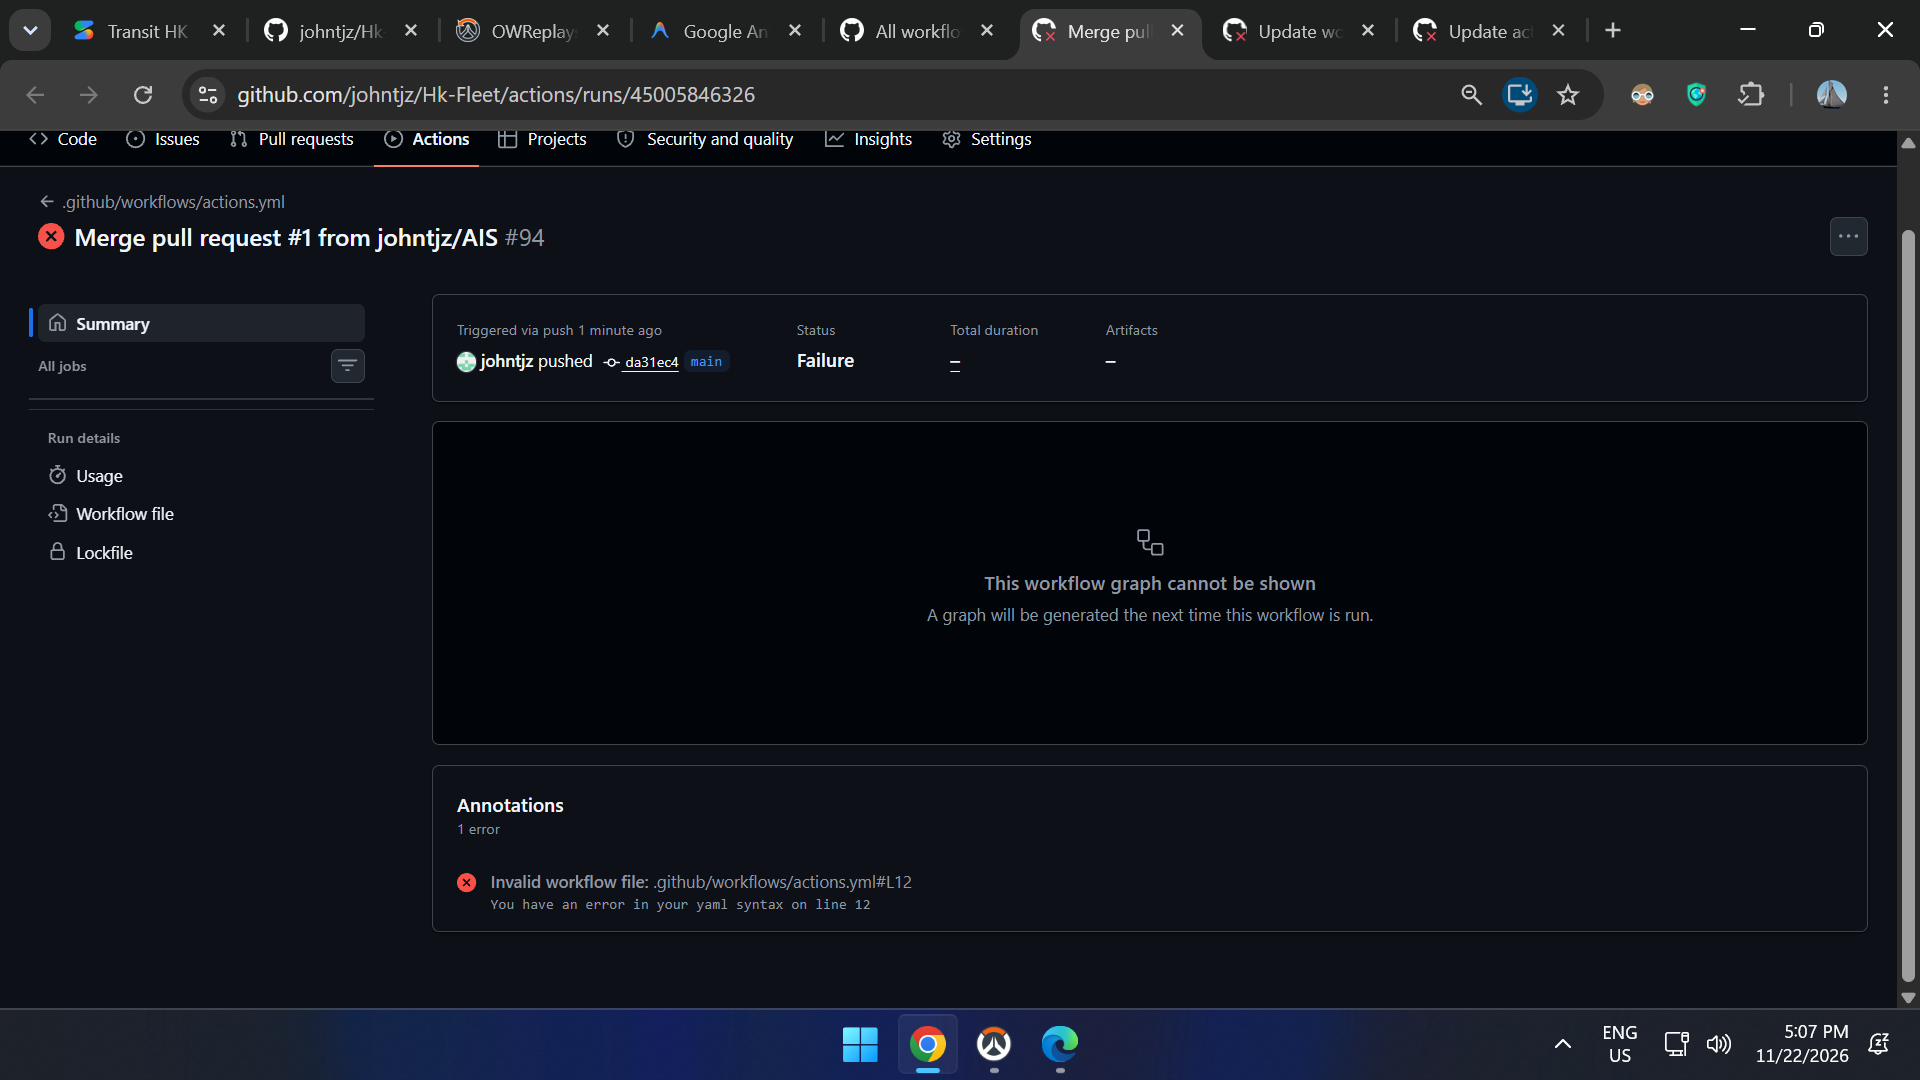 Transit HK
johntjz/Hk
OWReplay
Google An
All workflo
Merge pull
Update wo
Update act
github.com/johntjz/Hk-Fleet/actions/runs/45005846326
Code
Issues
Pull requests
Actions
Projects
Security and quality
Insights
Settings
.github/workflows/actions.yml
Merge pull request #1 from johntjz/AIS #94
Summary
All jobs
Run details
Usage
Workflow file
Lockfile
Triggered via push 1 minute ago
johntjz pushed da31ec4 main
Status
Failure
Total duration
–
Artifacts
–
This workflow graph cannot be shown
A graph will be generated the next time this workflow is run.
Annotations
1 error
Invalid workflow file: .github/workflows/actions.yml#L12
You have an error in your yaml syntax on line 12
ENG
US
5:07 PM
11/22/2026